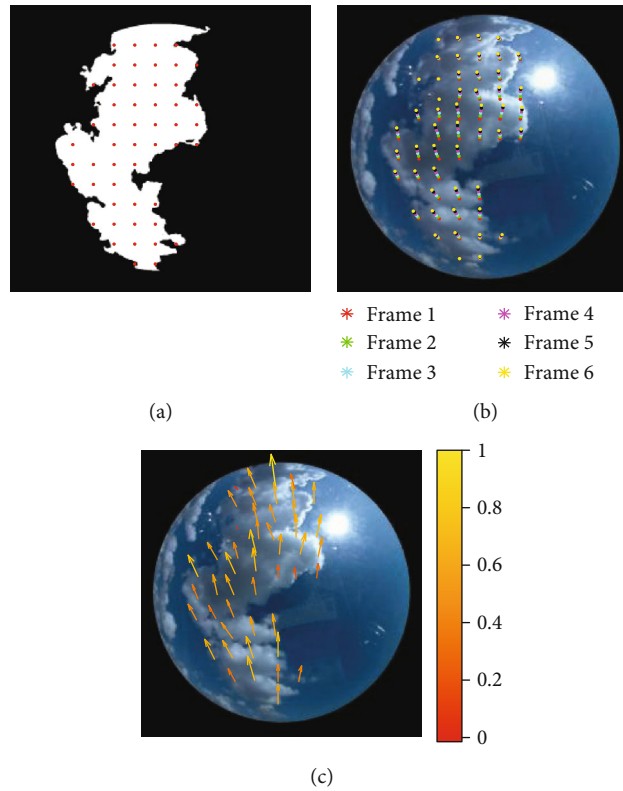 (a)
✳ Frame 1
✳ Frame 2
✳ Frame 3
✳ Frame 4
✳ Frame 5
✳ Frame 6
(b)
1
0.8
0.6
0.4
0.2
0
(c)